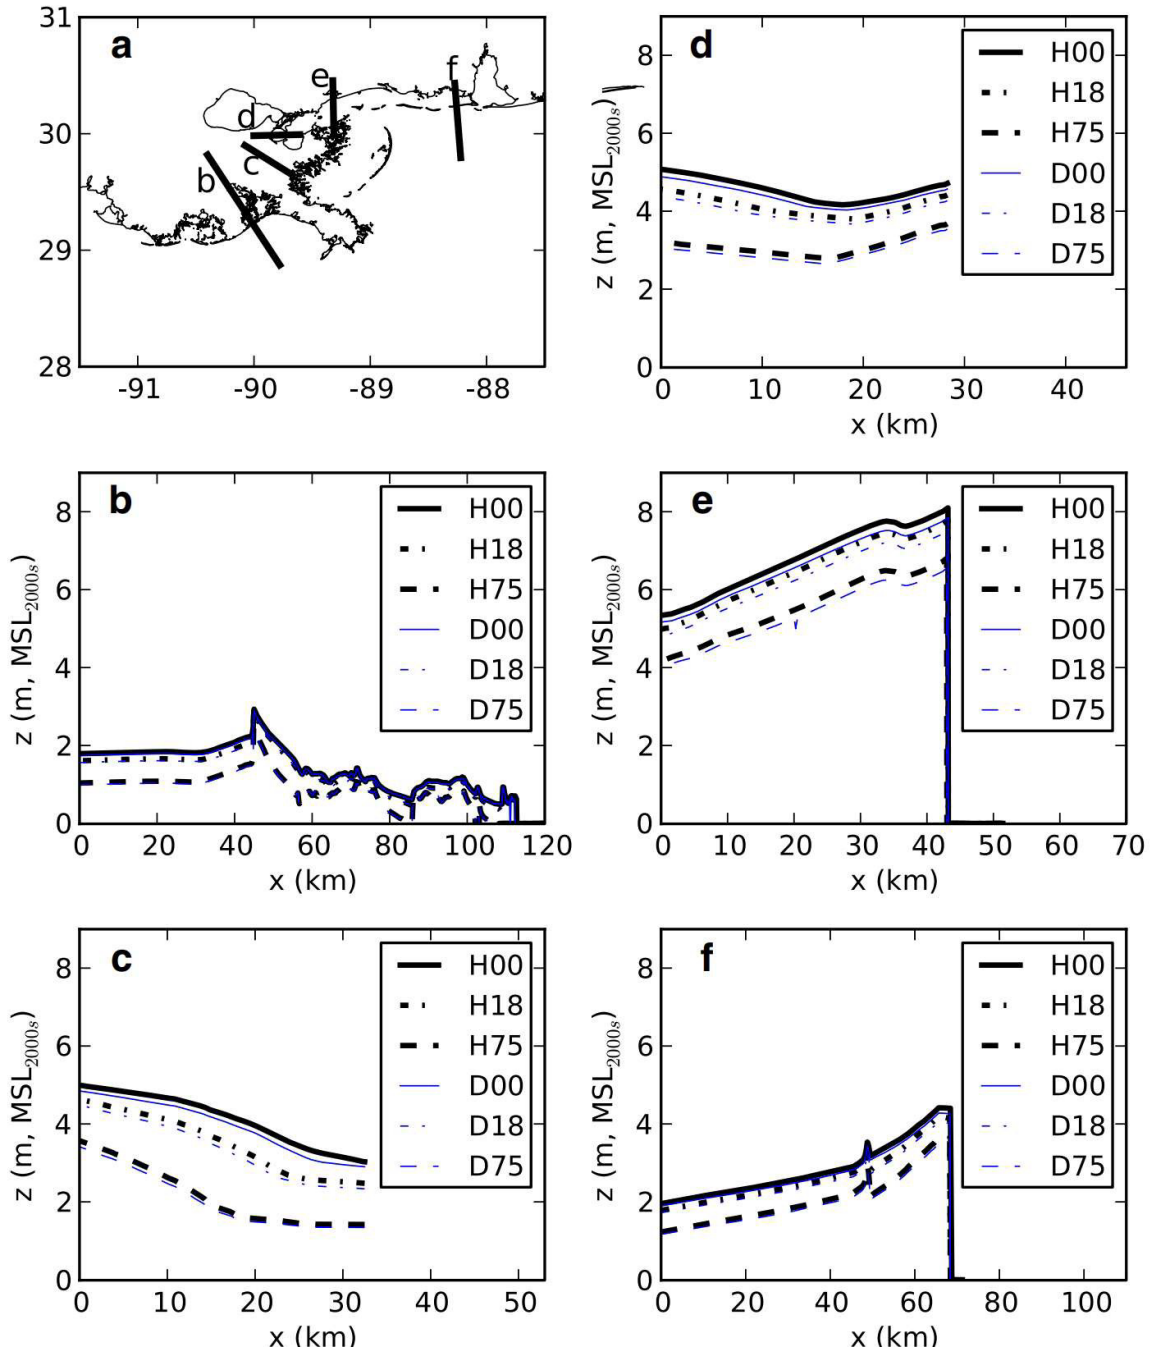 a
31
30
29
28
-91
-90
-89
-88
b
c
d
e
f
d
z (m, MSL2000s)
8
6
4
2
0
0
10
20
30
40
x (km)
H00
H18
H75
D00
D18
D75
b
z (m, MSL2000s)
8
6
4
2
0
0
20
40
60
80
100
120
x (km)
H00
H18
H75
D00
D18
D75
e
z (m, MSL2000s)
8
6
4
2
0
0
10
20
30
40
50
60
70
x (km)
H00
H18
H75
D00
D18
D75
c
z (m, MSL2000s)
8
6
4
2
0
0
10
20
30
40
50
x (km)
H00
H18
H75
D00
D18
D75
f
z (m, MSL2000s)
8
6
4
2
0
0
20
40
60
80
100
x (km)
H00
H18
H75
D00
D18
D75